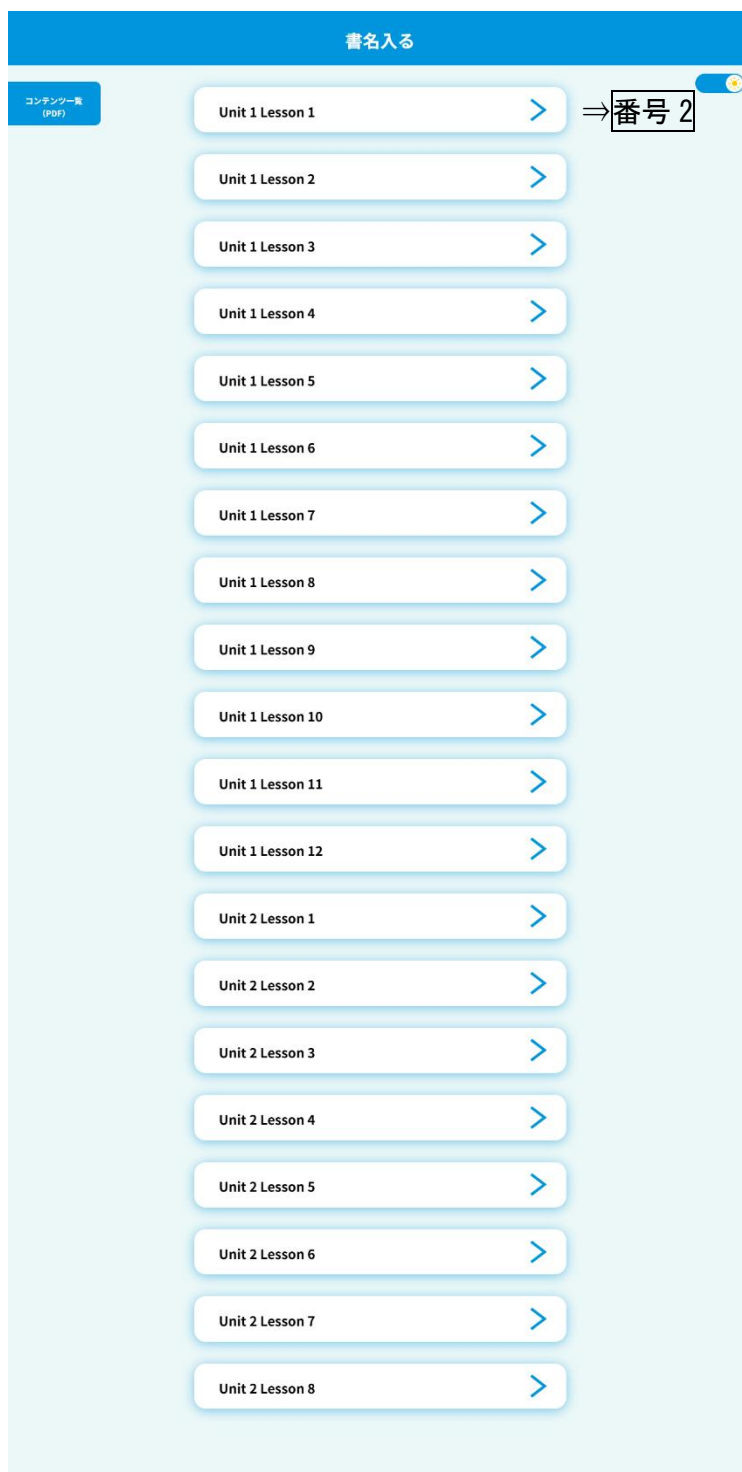 書名入る
コンテンツ一覧
(PDF)
Unit 1 Lesson 1
⇒番号 2
Unit 1 Lesson 2
Unit 1 Lesson 3
Unit 1 Lesson 4
Unit 1 Lesson 5
Unit 1 Lesson 6
Unit 1 Lesson 7
Unit 1 Lesson 8
Unit 1 Lesson 9
Unit 1 Lesson 10
Unit 1 Lesson 11
Unit 1 Lesson 12
Unit 2 Lesson 1
Unit 2 Lesson 2
Unit 2 Lesson 3
Unit 2 Lesson 4
Unit 2 Lesson 5
Unit 2 Lesson 6
Unit 2 Lesson 7
Unit 2 Lesson 8